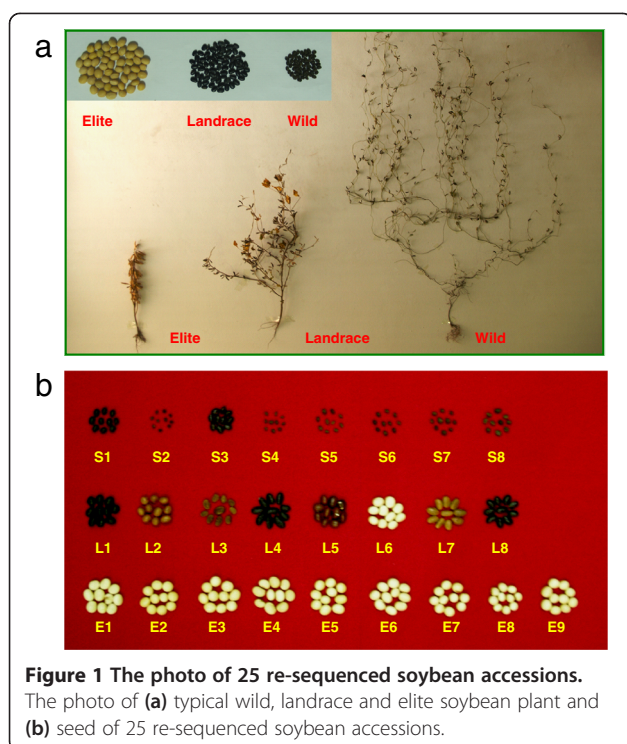 a
Elite Landrace Wild
Elite Landrace Wild
b
S1 S2 S3 S4 S5 S6 S7 S8
L1 L2 L3 L4 L5 L6 L7 L8
E1 E2 E3 E4 E5 E6 E7 E8 E9
Figure 1 The photo of 25 re-sequenced soybean accessions.
The photo of (a) typical wild, landrace and elite soybean plant and
(b) seed of 25 re-sequenced soybean accessions.